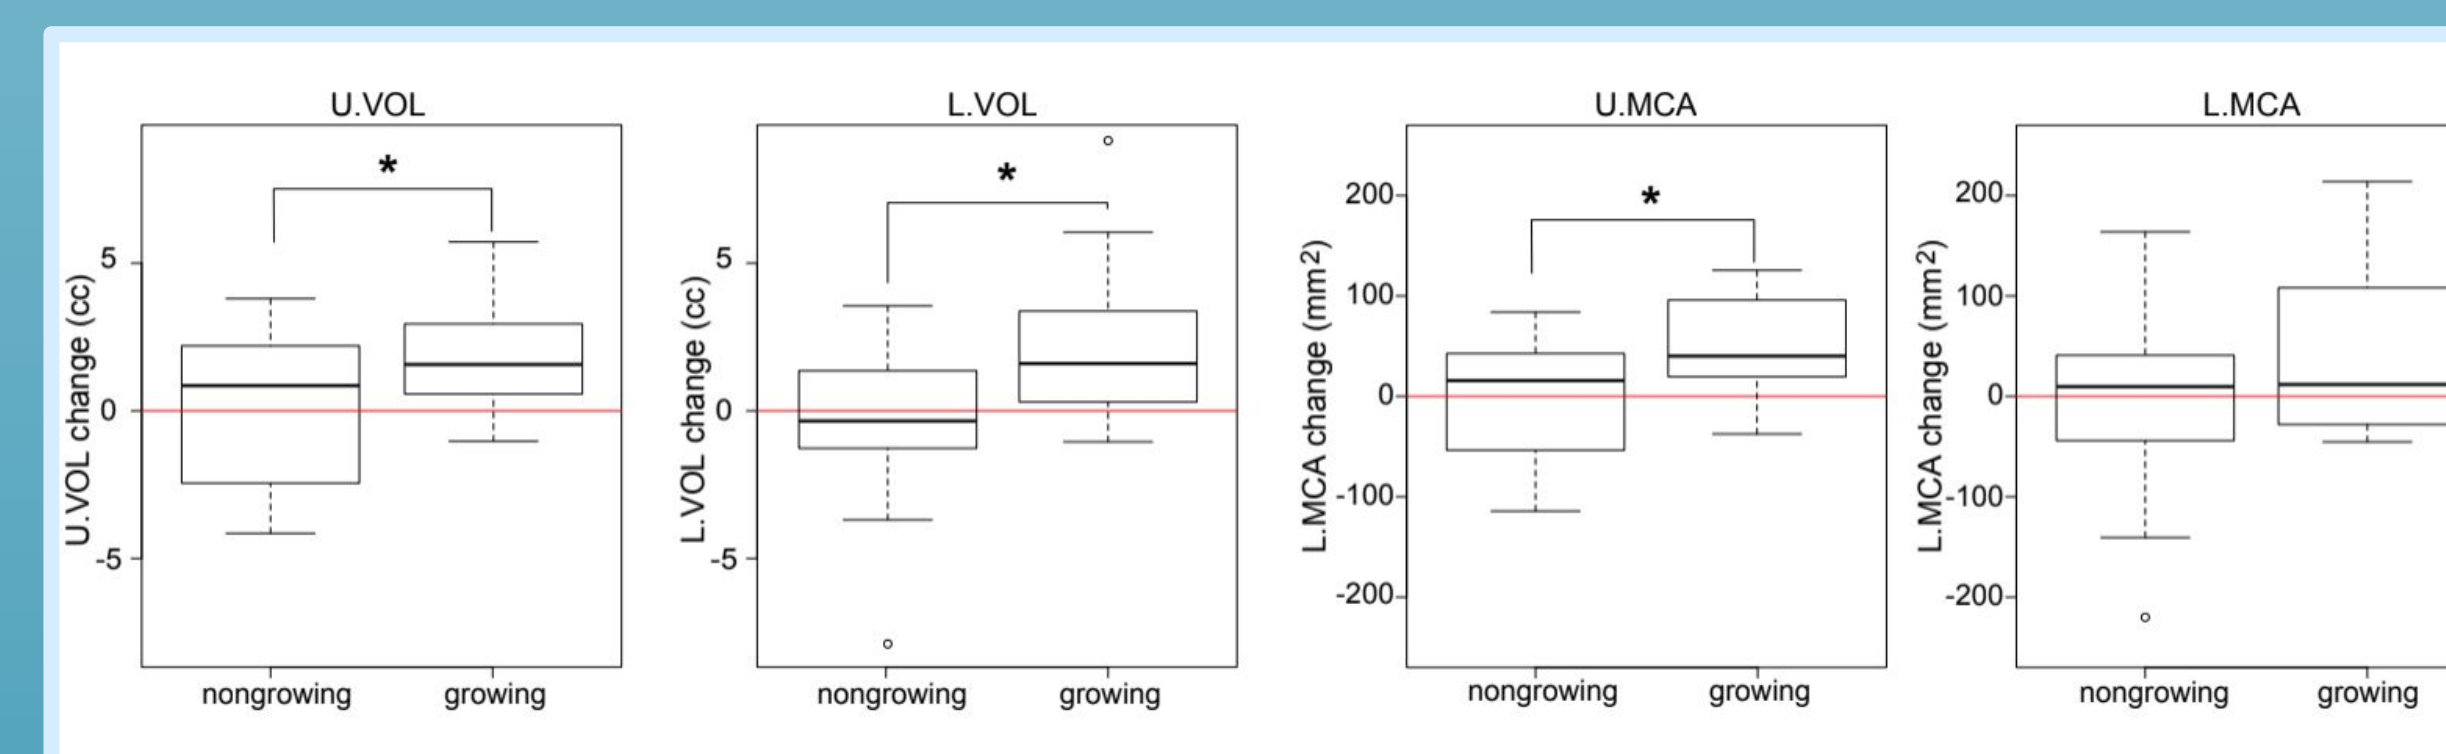 U.VOL
*
U.VOL change (cc)
5
0
-5
nongrowing growing
L.VOL
*
L.VOL change (cc)
5
0
-5
nongrowing growing
U.MCA
*
L.MCA change (mm2)
200
100
0
-100
-200
nongrowing growing
L.MCA
L.MCA change (mm2)
200
100
0
-100
-200
nongrowing growing